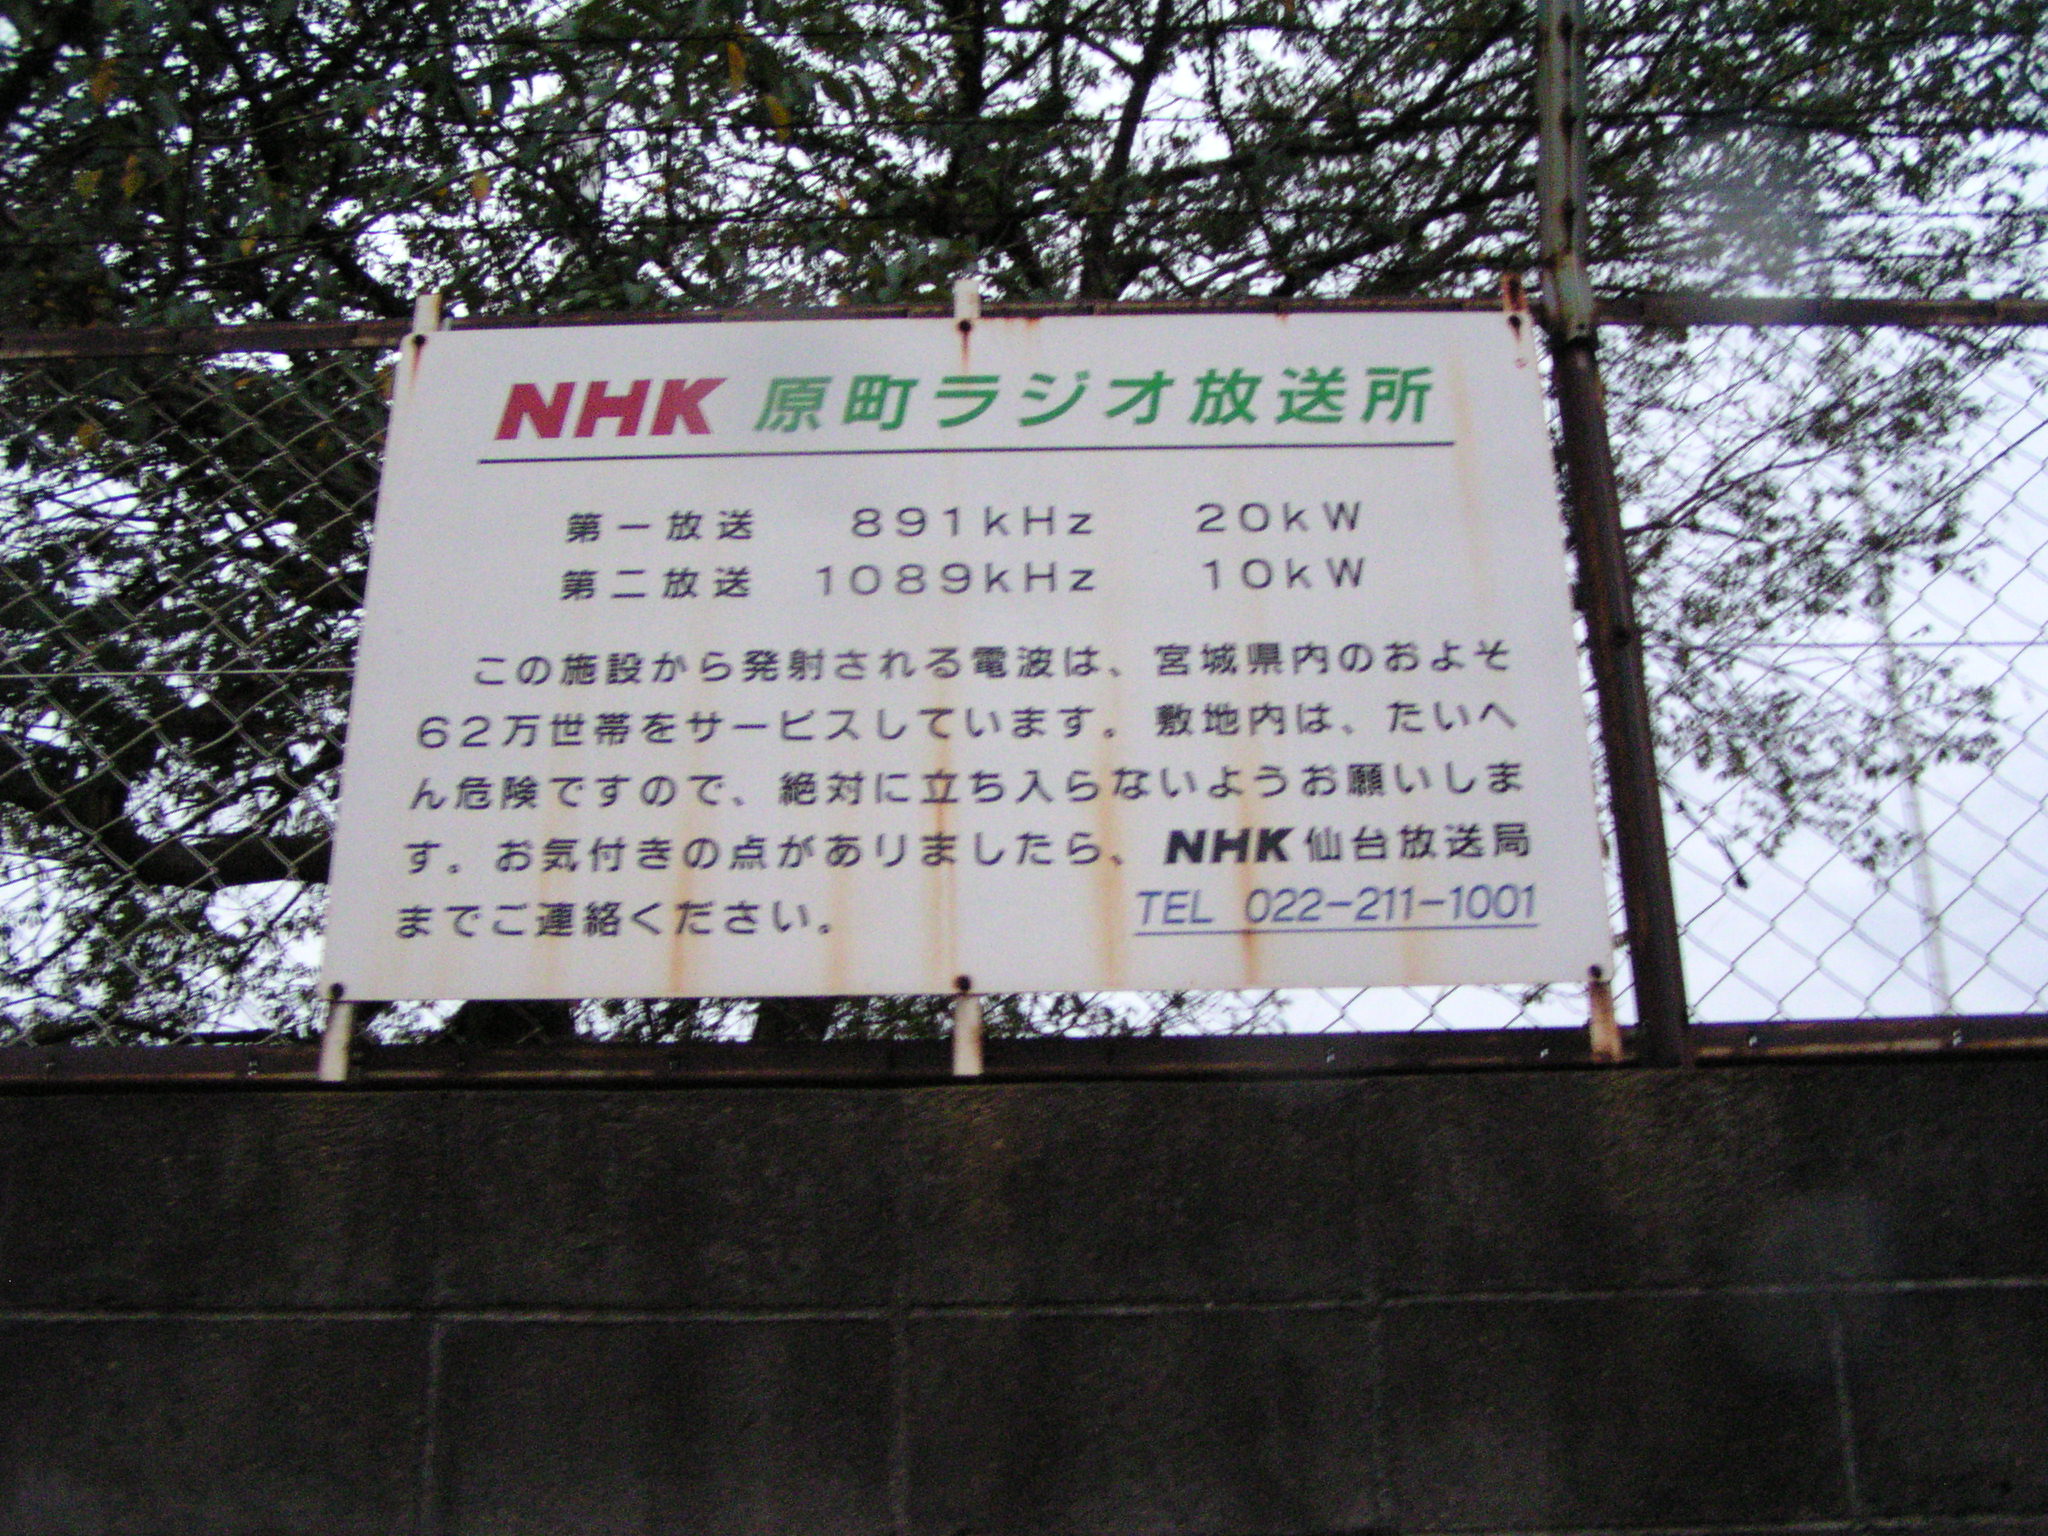 NHK 原町ラジオ放送所
第一放送 891kHz 20kW
第二放送 1089kHz 10kW
この施設から発射される電波は、宮城県内のおよそ
62万世帯をサービスしています。敷地内は、たいへ
ん危険ですので、絶対に立ち入らないようお願いしま
す。お気付きの点がありましたら、NHK仙台放送局
までご連絡ください。 TEL 022-211-1001